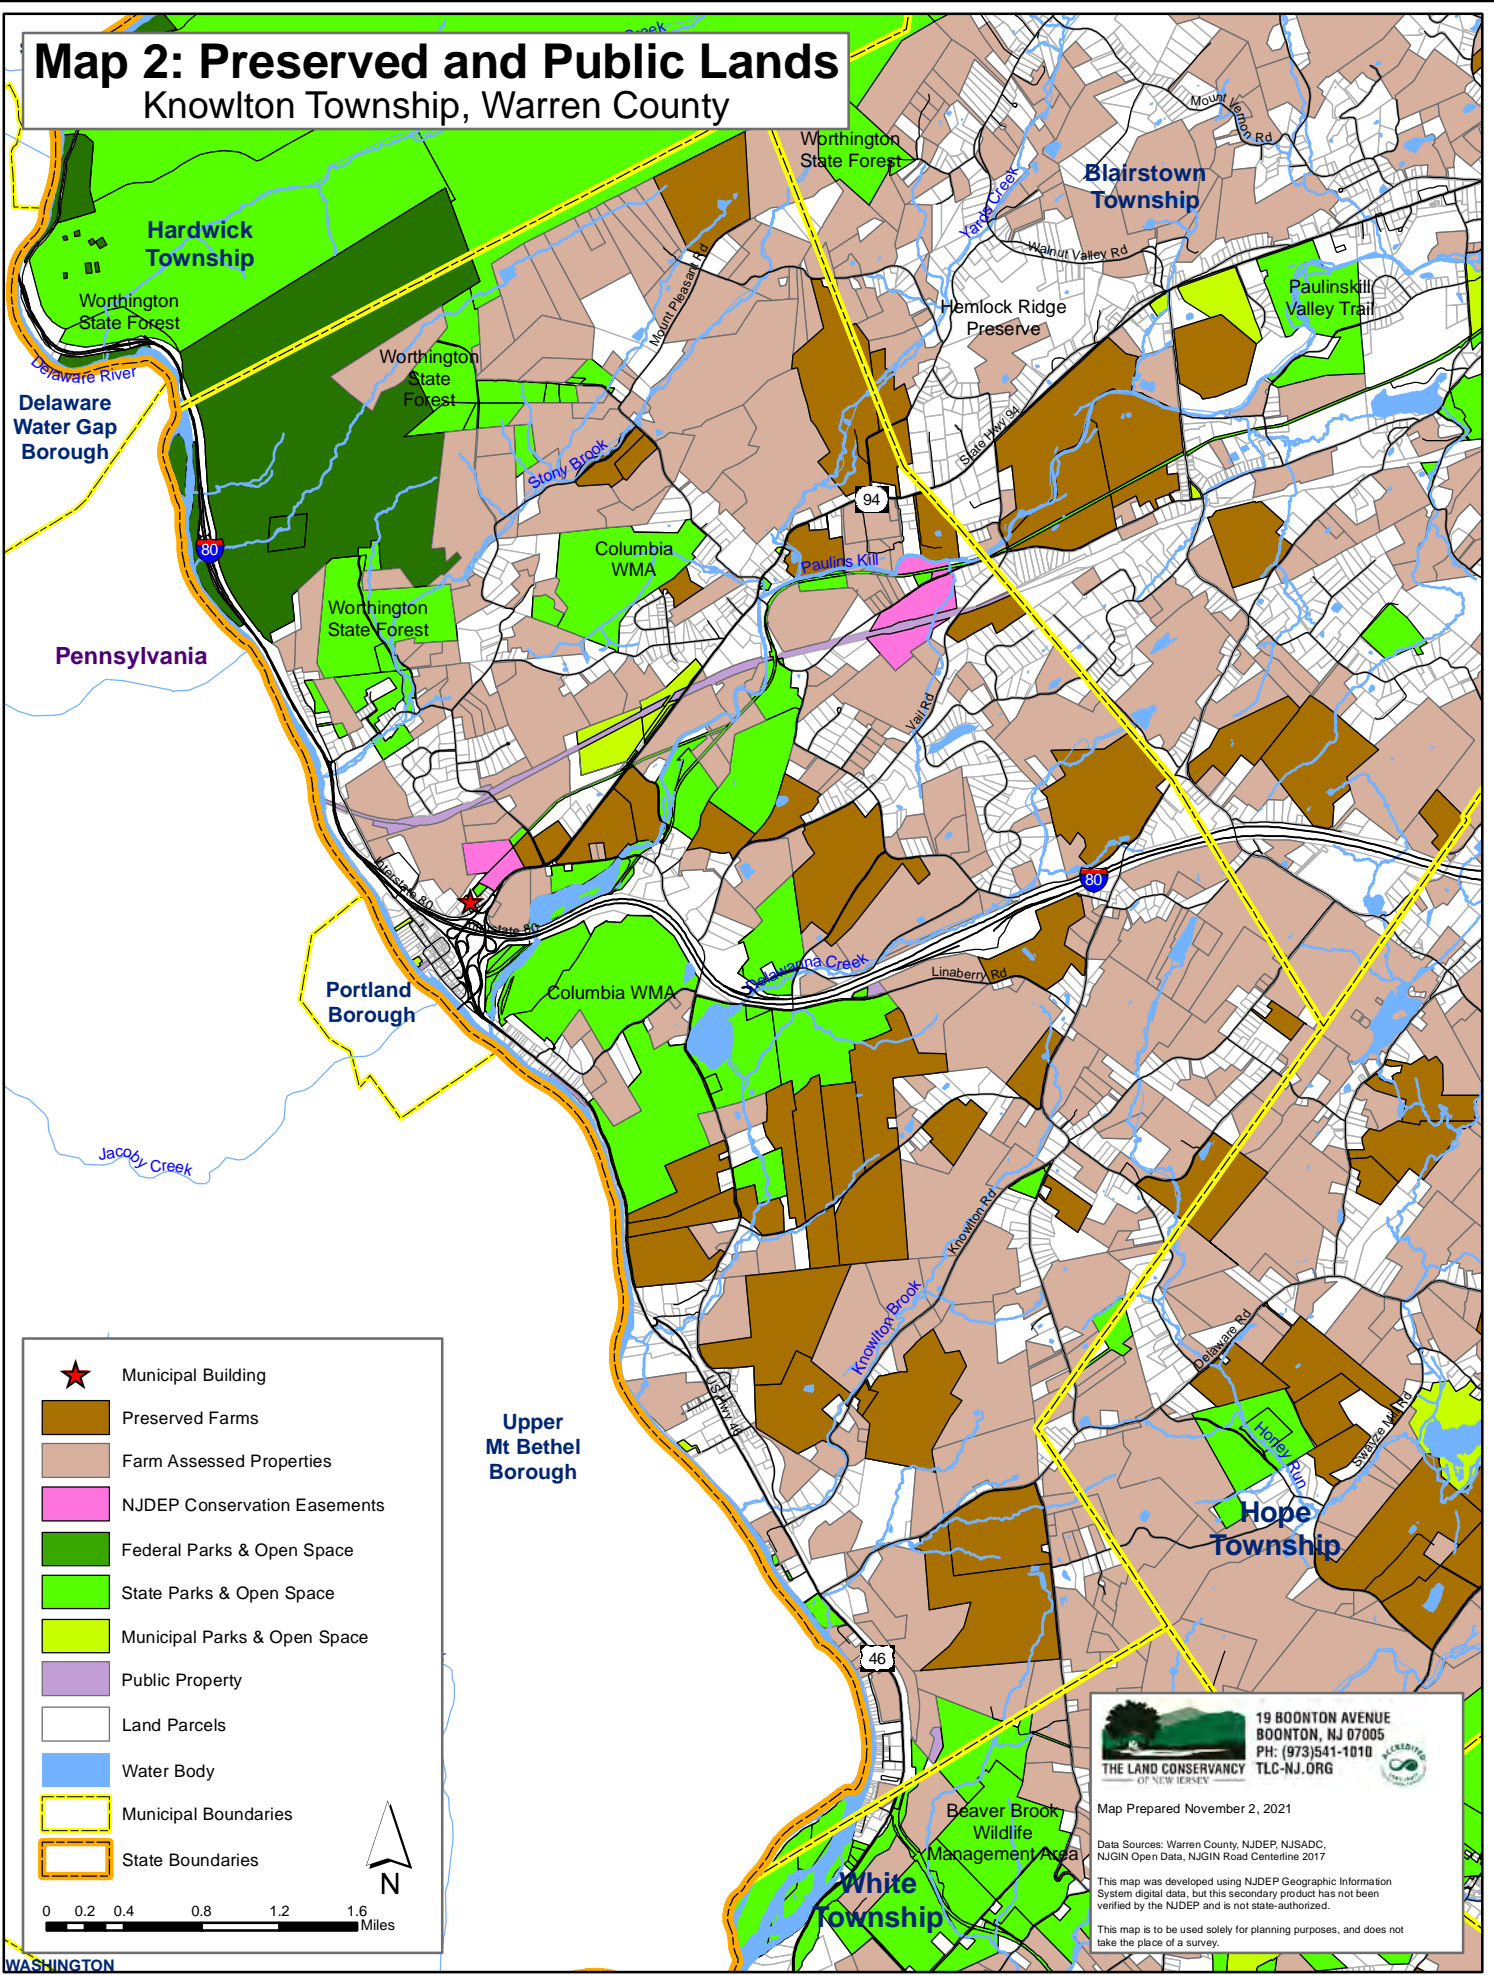 Map 2: Preserved and Public Lands
Knowlton Township, Warren County
Creek
Worthington
State Forest
Mount Vernon Rd
Blairstown
Township
Yards Creek
Walnut Valley Rd
Hardwick
Township
Worthington
State Forest
Mount Pleasant Rd
Hemlock Ridge
Preserve
Paulinskill
Valley Trail
Delaware River
Worthington
State
Forest
Delaware
Water Gap
Borough
State Hwy 94
Stony Brook
94
80
Columbia
WMA
Paulins Kill
Worthington
State Forest
Pennsylvania
Vail Rd
Interstate 80
Interstate 80
80
Delawanna Creek
Linaberry Rd
Portland
Borough
Columbia WMA
Jacoby Creek
Knowlton Rd
Knowlton Brook
Delaware Rd
US Hwy 46
Swayze Mill Rd
Honey Run
Upper
Mt Bethel
Borough
Hope
Township
46
Beaver Brook
Wildlife
Management Area
White
Township
WASHINGTON
Municipal Building
Preserved Farms
Farm Assessed Properties
NJDEP Conservation Easements
Federal Parks & Open Space
State Parks & Open Space
Municipal Parks & Open Space
Public Property
Land Parcels
Water Body
Municipal Boundaries
State Boundaries
N
0 0.2 0.4 0.8 1.2 1.6
Miles
THE LAND CONSERVANCY
OF NEW JERSEY
19 BOONTON AVENUE
BOONTON, NJ 07005
PH: (973)541-1010
TLC-NJ.ORG
ACCREDITED
Map Prepared November 2, 2021
Data Sources: Warren County, NJDEP, NJSADC,
NJGIN Open Data, NJGIN Road Centerline 2017
This map was developed using NJDEP Geographic Information
System digital data, but this secondary product has not been
verified by the NJDEP and is not state-authorized.
This map is to be used solely for planning purposes, and does not
take the place of a survey.